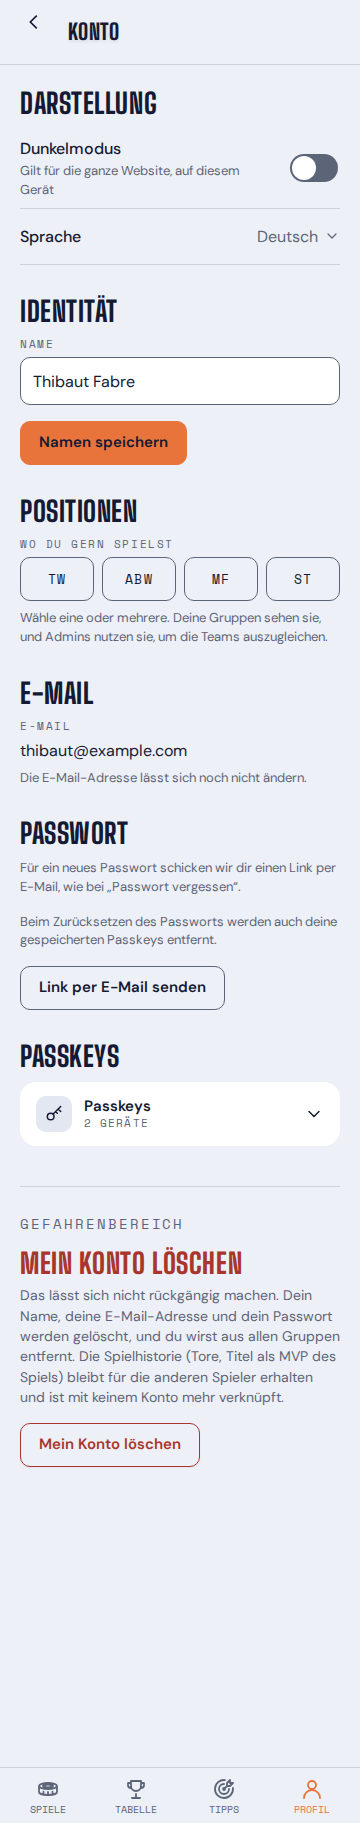 KONTO
DARSTELLUNG
Dunkelmodus
Gilt für die ganze Website, auf diesem
Gerät
Sprache
Deutsch
IDENTITÄT
NAME
Thibaut Fabre
Namen speichern
POSITIONEN
WO DU GERN SPIELST
TW
ABW
MF
ST
Wähle eine oder mehrere. Deine Gruppen sehen sie,
und Admins nutzen sie, um die Teams auszugleichen.
E-MAIL
E-MAIL
thibaut@example.com
Die E-Mail-Adresse lässt sich noch nicht ändern.
PASSWORT
Für ein neues Passwort schicken wir dir einen Link per
E-Mail, wie bei „Passwort vergessen“.
Beim Zurücksetzen des Passworts werden auch deine
gespeicherten Passkeys entfernt.
Link per E-Mail senden
PASSKEYS
Passkeys
2 GERÄTE
GEFAHRENBEREICH
MEIN KONTO LÖSCHEN
Das lässt sich nicht rückgängig machen. Dein
Name, deine E-Mail-Adresse und dein Passwort
werden gelöscht, und du wirst aus allen Gruppen
entfernt. Die Spielhistorie (Tore, Titel als MVP des
Spiels) bleibt für die anderen Spieler erhalten
und ist mit keinem Konto mehr verknüpft.
Mein Konto löschen
SPIELE
TABELLE
TIPPS
PROFIL